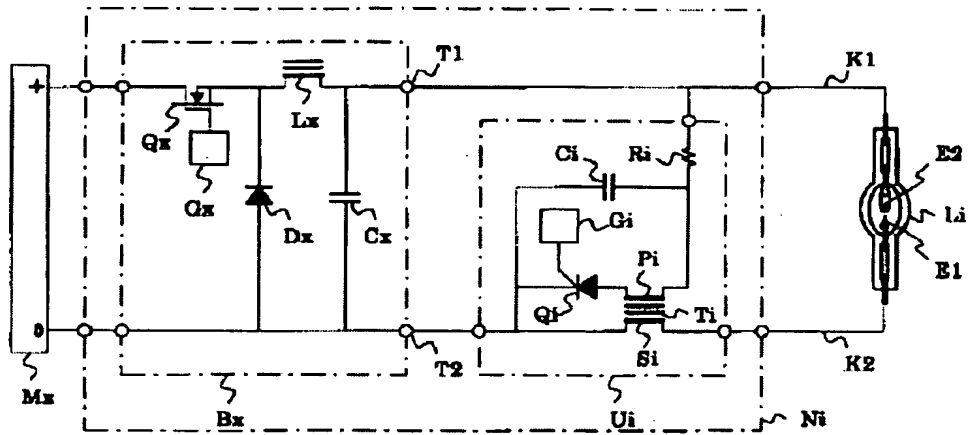 T1
K1
+
Lx
Qx
Ci
Ri
E2
Gx
Gi
Li
Dx
Cx
Pi
E1
Qi
Ti
Si
T2
K2
Mx
Bx
Ui
Ni